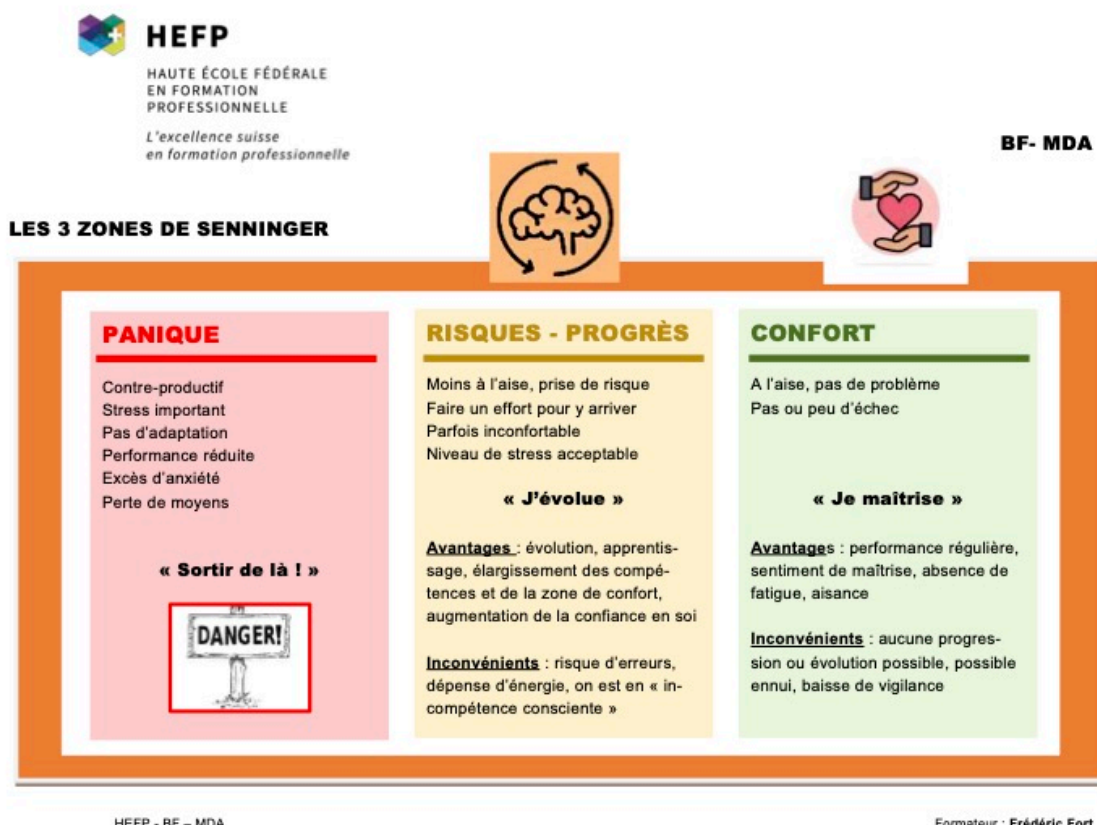 HEFP
HAUTE ÉCOLE FÉDÉRALE
EN FORMATION
PROFESSIONNELLE
L'excellence suisse
en formation professionnelle
BF- MDA
LES 3 ZONES DE SENNINGER
PANIQUE
Contre-productif
Stress important
Pas d'adaptation
Performance réduite
Excès d'anxiété
Perte de moyens
« Sortir de là ! »
DANGER!
RISQUES - PROGRÈS
Moins à l'aise, prise de risque
Faire un effort pour y arriver
Parfois inconfortable
Niveau de stress acceptable
« J'évolue »
Avantages : évolution, apprentis-
sage, élargissement des compé-
tences et de la zone de confort,
augmentation de la confiance en soi
Inconvénients : risque d'erreurs,
dépense d'énergie, on est en « in-
compétence consciente »
CONFORT
A l'aise, pas de problème
Pas ou peu d'échec
« Je maîtrise »
Avantages : performance régulière,
sentiment de maîtrise, absence de
fatigue, aisance
Inconvénients : aucune progres-
sion ou évolution possible, possible
ennui, baisse de vigilance
HEFP - BF – MDA
Formateur : Frédéric Fort